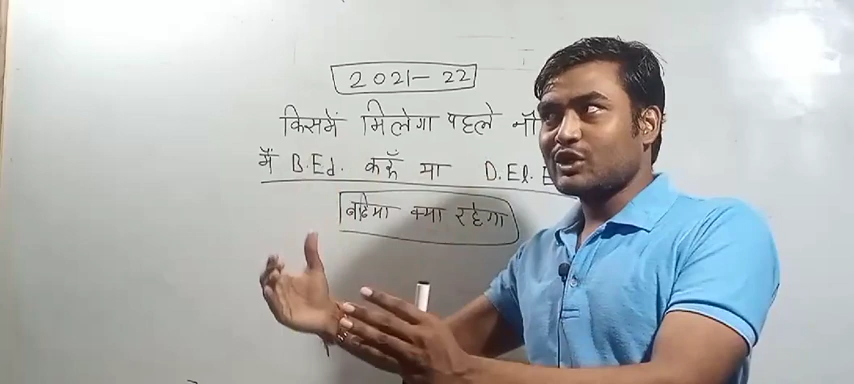 2021-22
किसमें मिलेगा पहले नौ
मैं B.Ed. करूँ या D.El.E
बढ़िया क्या रहेगा